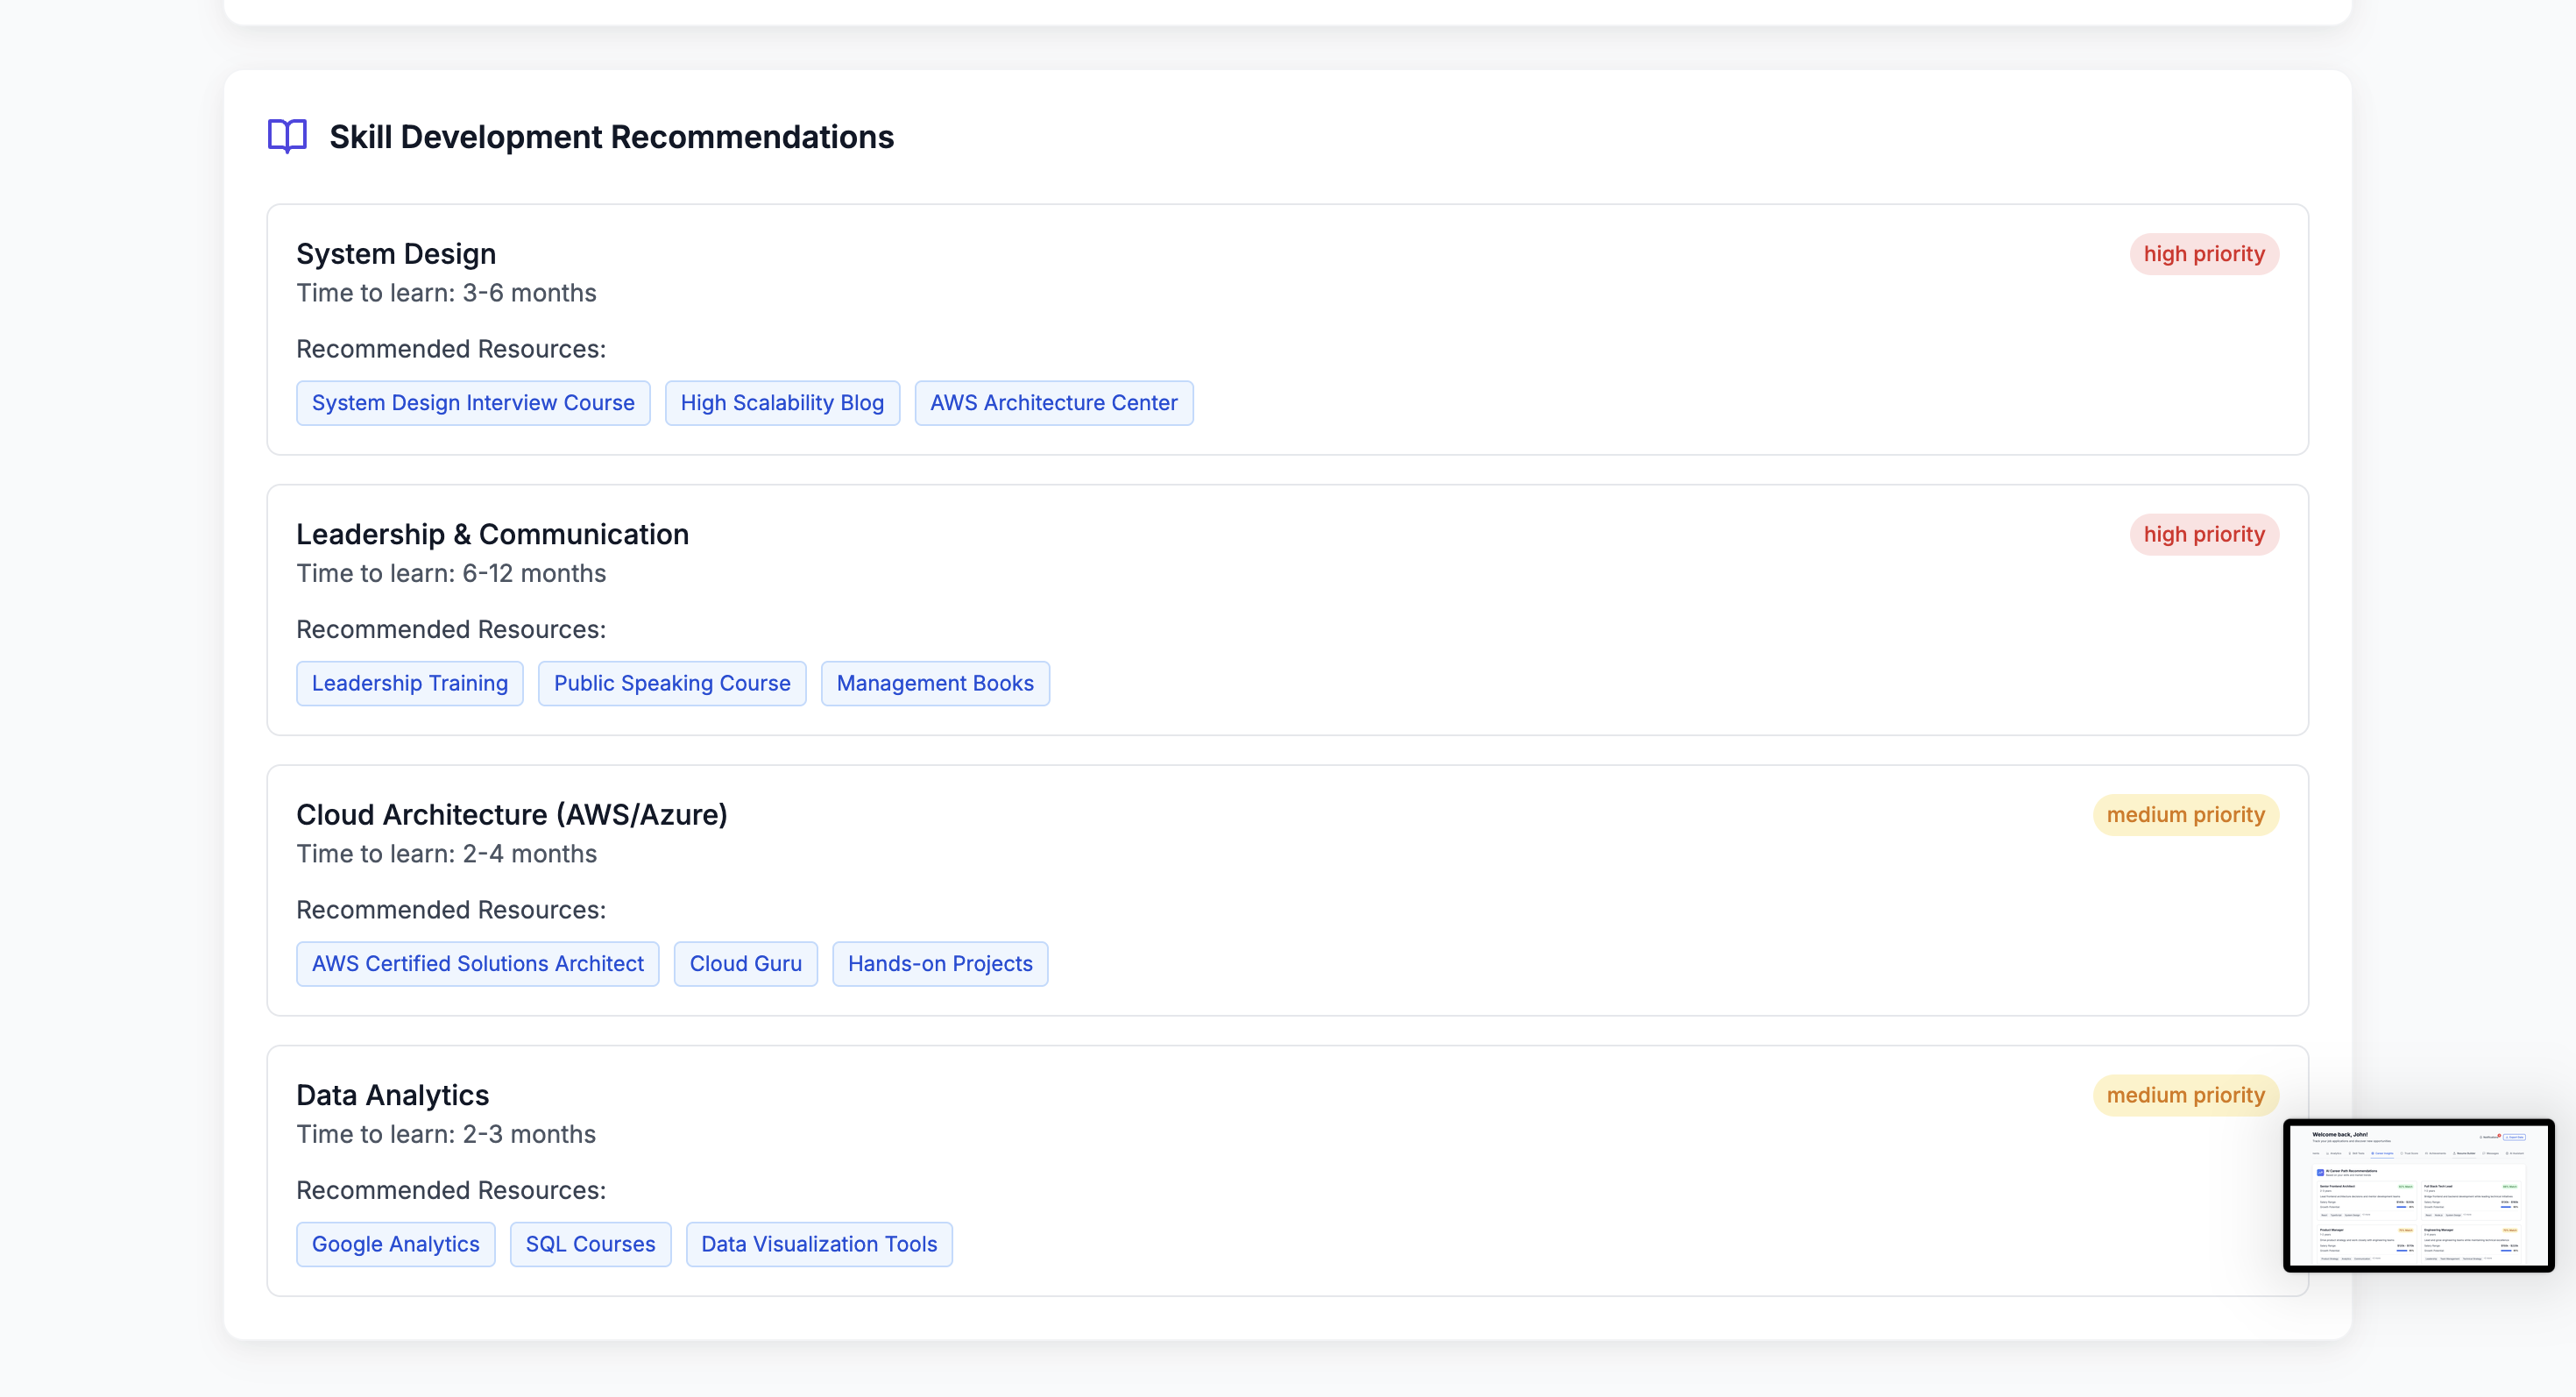 Skill Development Recommendations
System Design
high priority
Time to learn: 3-6 months
Recommended Resources:
System Design Interview Course
High Scalability Blog
AWS Architecture Center
Leadership & Communication
high priority
Time to learn: 6-12 months
Recommended Resources:
Leadership Training
Public Speaking Course
Management Books
Cloud Architecture (AWS/Azure)
medium priority
Time to learn: 2-4 months
Recommended Resources:
AWS Certified Solutions Architect
Cloud Guru
Hands-on Projects
Data Analytics
medium priority
Time to learn: 2-3 months
Recommended Resources:
Google Analytics
SQL Courses
Data Visualization Tools
Welcome back, John!